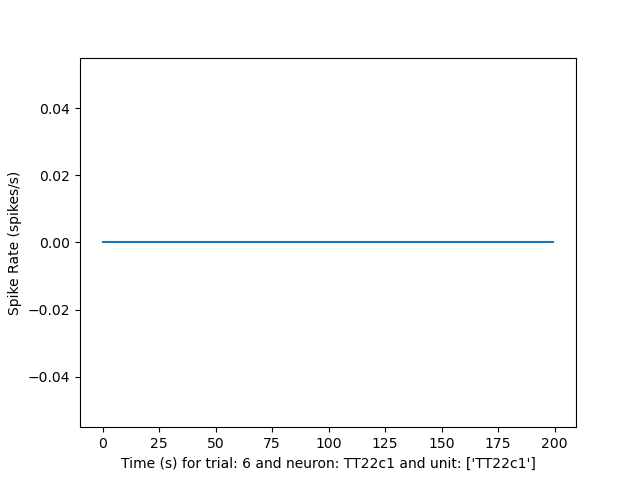 0.04
0.02
0.00
−0.02
−0.04
Spike Rate (spikes/s)
0 25 50 75 100 125 150 175 200
Time (s) for trial: 6 and neuron: TT22c1 and unit: ['TT22c1']